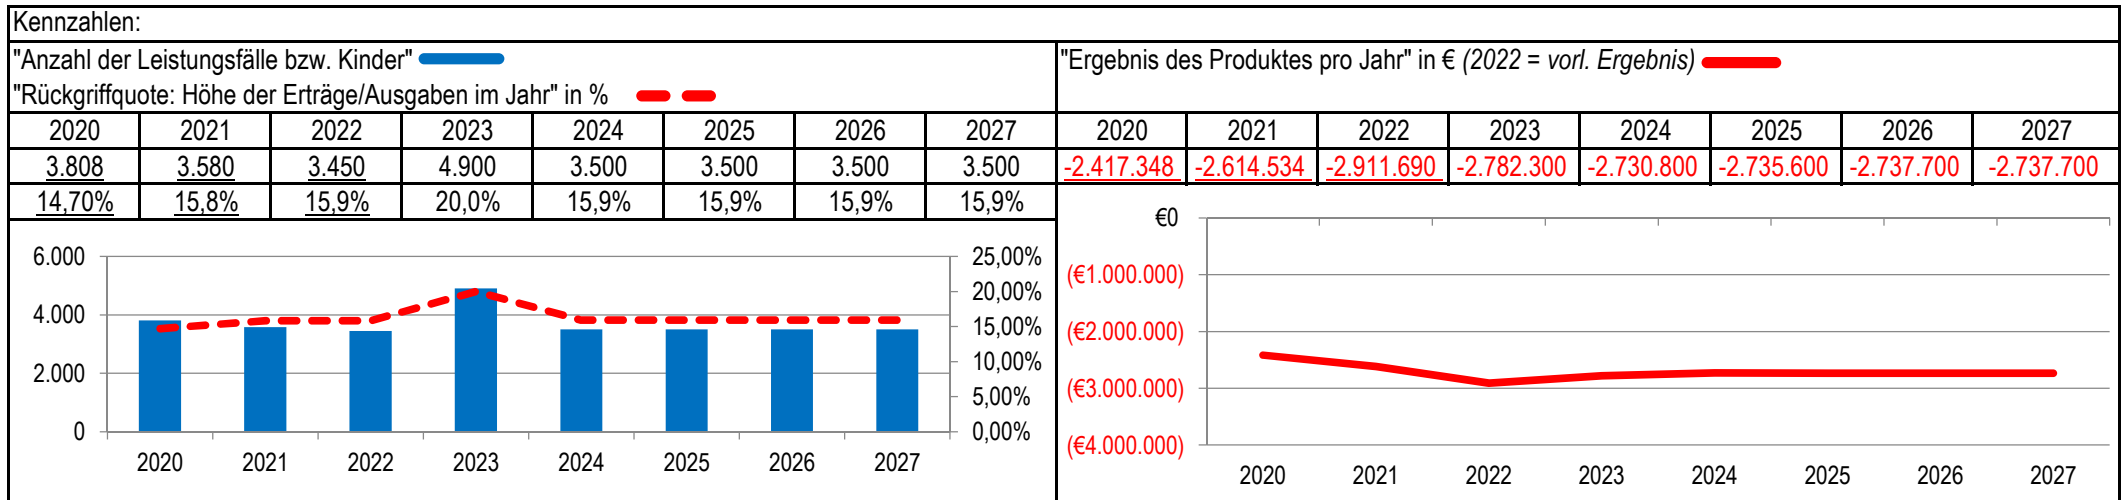 Kennzahlen:
"Anzahl der Leistungsfälle bzw. Kinder"
"Rückgriffquote: Höhe der Erträge/Ausgaben im Jahr" in %
2020 2021 2022 2023 2024 2025 2026 2027
3.808 3.580 3.450 4.900 3.500 3.500 3.500 3.500
14,70% 15,8% 15,9% 20,0% 15,9% 15,9% 15,9% 15,9%
6.000
4.000
2.000
0
25,00%
20,00%
15,00%
10,00%
5,00%
0,00%
2020 2021 2022 2023 2024 2025 2026 2027
"Ergebnis des Produktes pro Jahr" in € (2022 = vorl. Ergebnis)
2020 2021 2022 2023 2024 2025 2026 2027
-2.417.348 -2.614.534 -2.911.690 -2.782.300 -2.730.800 -2.735.600 -2.737.700 -2.737.700
€0
(€1.000.000)
(€2.000.000)
(€3.000.000)
(€4.000.000)
2020 2021 2022 2023 2024 2025 2026 2027